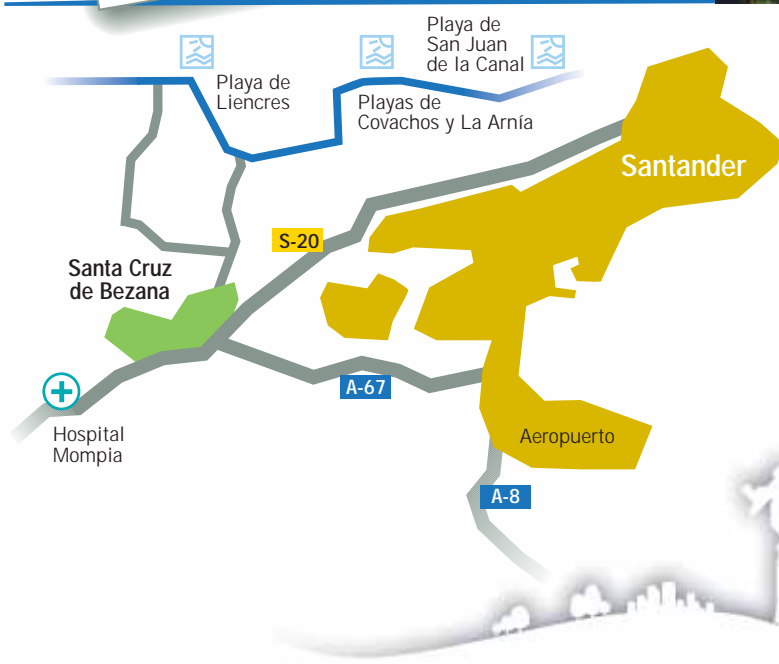 Playa de
San Juan
de la Canal
Playa de
Liencres
Playas de
Covachos y La Arnía
Santander
S-20
Santa Cruz
de Bezana
A-67
Hospital
Mompia
Aeropuerto
A-8